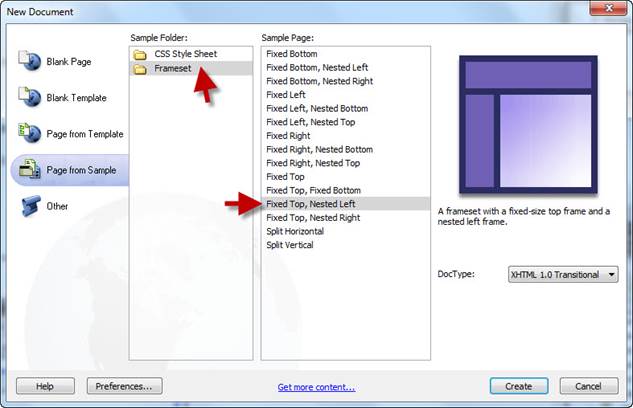 New Document
Blank Page
Blank Template
Page from Template
Page from Sample
Other
Sample Folder:
CSS Style Sheet
Frameset
Sample Page:
Fixed Bottom
Fixed Bottom, Nested Left
Fixed Bottom, Nested Right
Fixed Left
Fixed Left, Nested Bottom
Fixed Left, Nested Top
Fixed Right
Fixed Right, Nested Bottom
Fixed Right, Nested Top
Fixed Top
Fixed Top, Fixed Bottom
Fixed Top, Nested Left
Fixed Top, Nested Right
Split Horizontal
Split Vertical
A frameset with a fixed-size top frame and a
nested left frame.
DocType:
XHTML 1.0 Transitional
Help
Preferences...
Get more content...
Create
Cancel